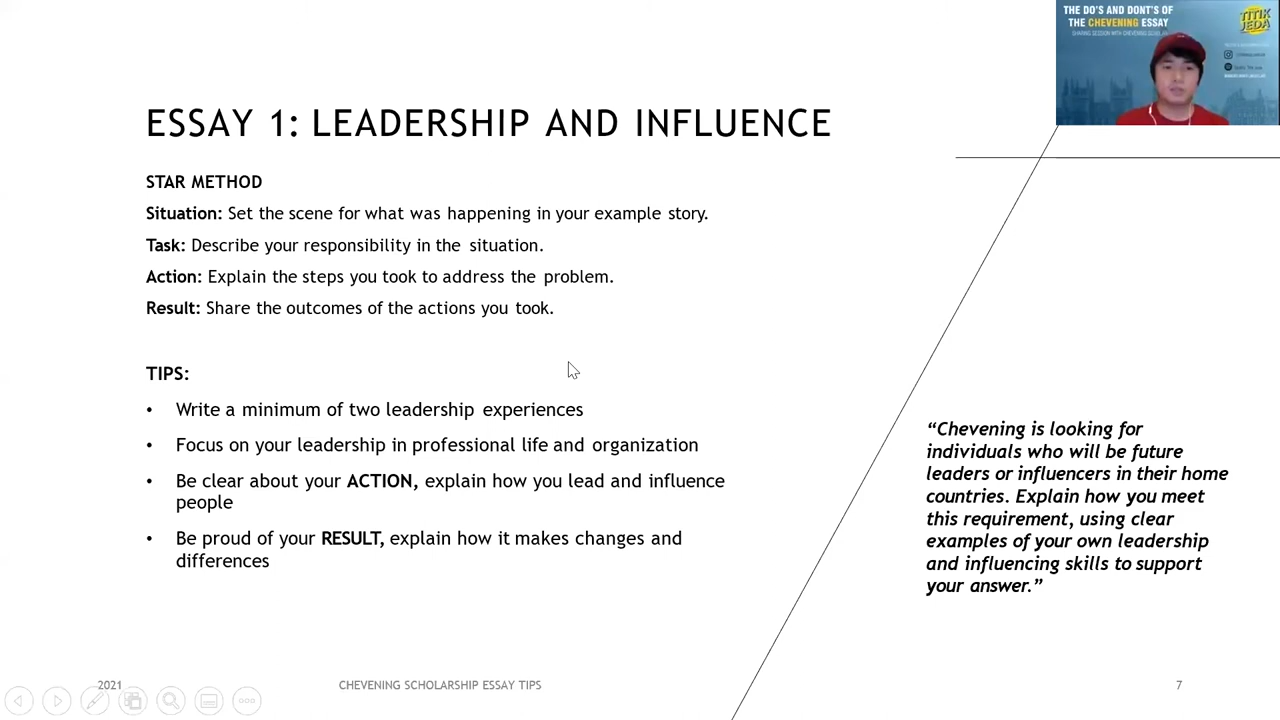 THE DO'S AND DONT'S OF
THE CHEVENING ESSAY
SHARING SESSION WITH CHEVENING SCHOLAR
TITIK
JEDA
ESSAY 1: LEADERSHIP AND INFLUENCE
STAR METHOD
Situation: Set the scene for what was happening in your example story.
Task: Describe your responsibility in the situation.
Action: Explain the steps you took to address the problem.
Result: Share the outcomes of the actions you took.
TIPS:
• Write a minimum of two leadership experiences
• Focus on your leadership in professional life and organization
• Be clear about your ACTION, explain how you lead and influence
people
• Be proud of your RESULT, explain how it makes changes and
differences
“Chevening is looking for
individuals who will be future
leaders or influencers in their home
countries. Explain how you meet
this requirement, using clear
examples of your own leadership
and influencing skills to support
your answer.”
2021
CHEVENING SCHOLARSHIP ESSAY TIPS
7